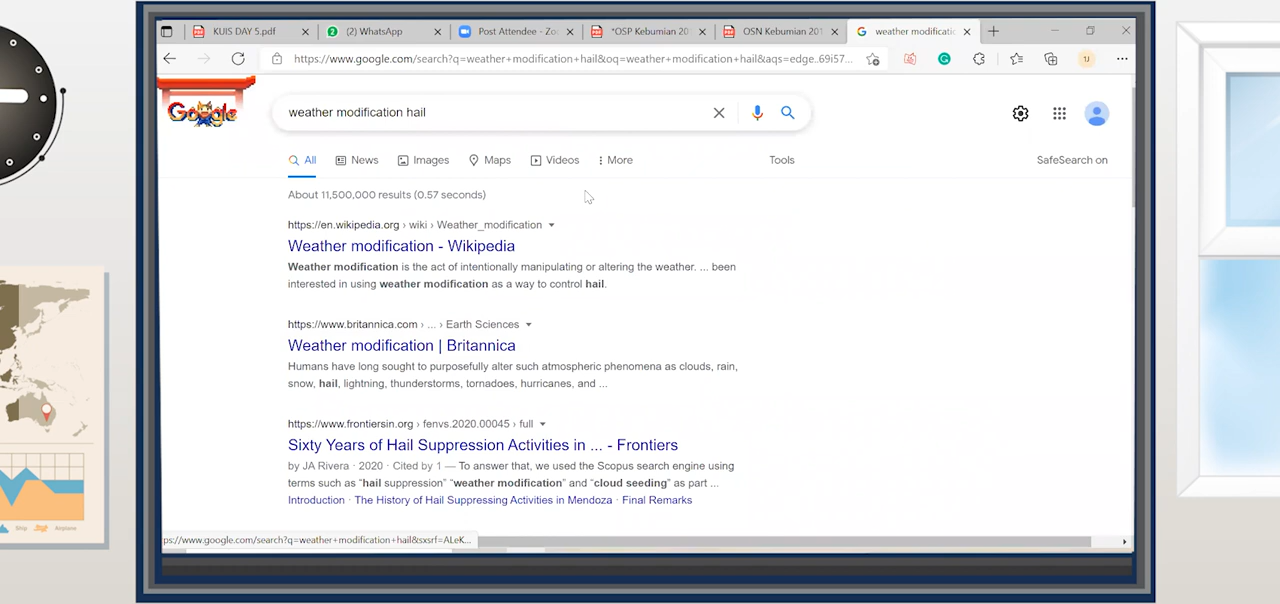 KUIS DAY 5.pdf
(2) WhatsApp
Post Attendee - Zo
*OSP Kebumian 20
OSN Kebumian 201
weather modificati
https://www.google.com/search?q=weather+modification+hail&oq=weather+modification+hail&aqs=edge..69i57...
Google
weather modification hail
All
News
Images
Maps
Videos
More
Tools
SafeSearch on
About 11,500,000 results (0.57 seconds)
https://en.wikipedia.org › wiki › Weather_modification
Weather modification - Wikipedia
Weather modification is the act of intentionally manipulating or altering the weather. ... been
interested in using weather modification as a way to control hail.
https://www.britannica.com › ... › Earth Sciences
Weather modification | Britannica
Humans have long sought to purposefully alter such atmospheric phenomena as clouds, rain,
snow, hail, lightning, thunderstorms, tornadoes, hurricanes, and ...
https://www.frontiersin.org › fenvs.2020.00045 › full
Sixty Years of Hail Suppression Activities in ... - Frontiers
by JA Rivera · 2020 · Cited by 1 — To answer that, we used the Scopus search engine using
terms such as “hail suppression” “weather modification” and “cloud seeding” as part ...
Introduction · The History of Hail Suppressing Activities in Mendoza · Final Remarks
ps://www.google.com/search?q=weather+modification+hail&sxsrf=ALeK...
Ship
Airplane